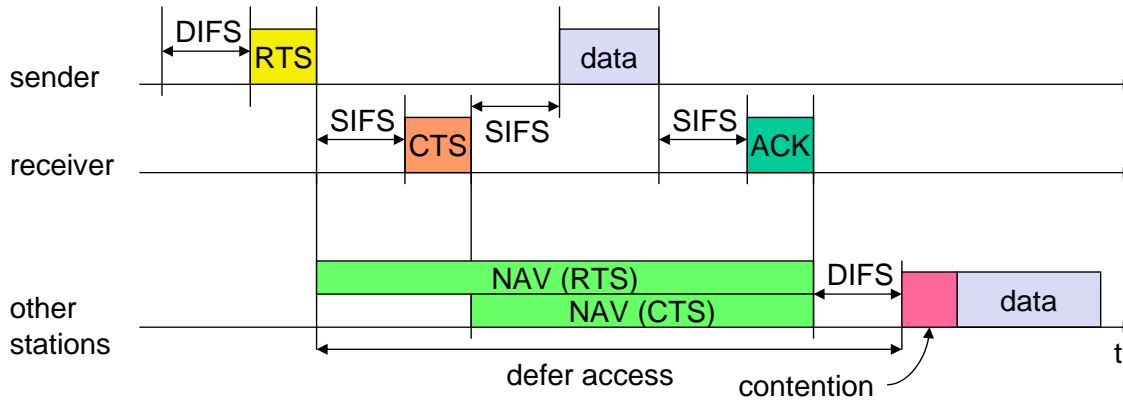 DIFS
RTS
data
sender
SIFS
CTS
SIFS
SIFS
ACK
receiver
NAV (RTS)
DIFS
NAV (CTS)
data
other
stations
t
defer access
contention